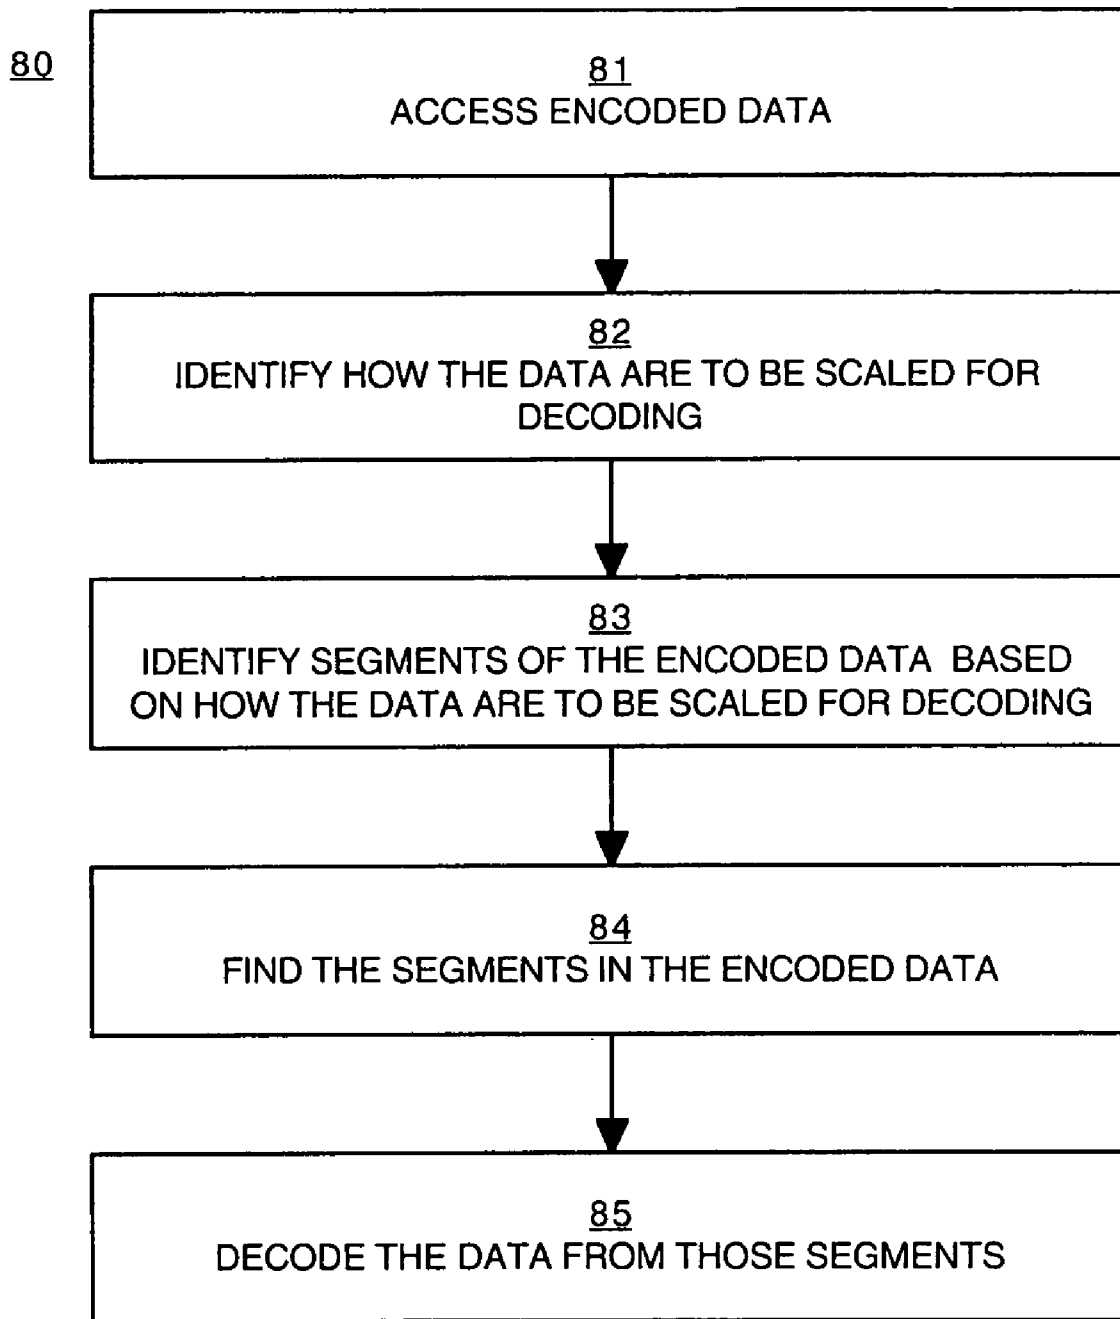 80
81
ACCESS ENCODED DATA
82
IDENTIFY HOW THE DATA ARE TO BE SCALED FOR
DECODING
83
IDENTIFY SEGMENTS OF THE ENCODED DATA BASED
ON HOW THE DATA ARE TO BE SCALED FOR DECODING
84
FIND THE SEGMENTS IN THE ENCODED DATA
85
DECODE THE DATA FROM THOSE SEGMENTS